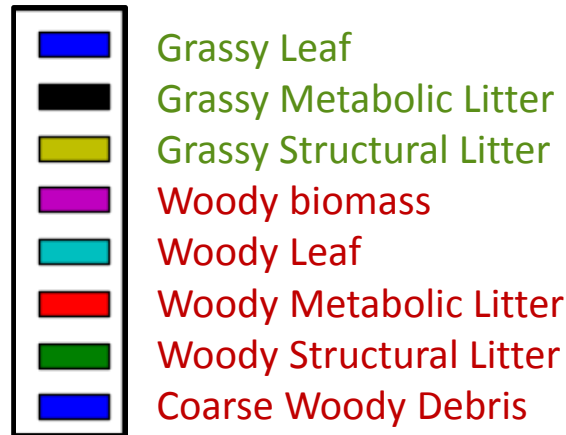 Grassy Leaf
Grassy Metabolic Litter
Grassy Structural Litter
Woody biomass
Woody Leaf
Woody Metabolic Litter
Woody Structural Litter
Coarse Woody Debris